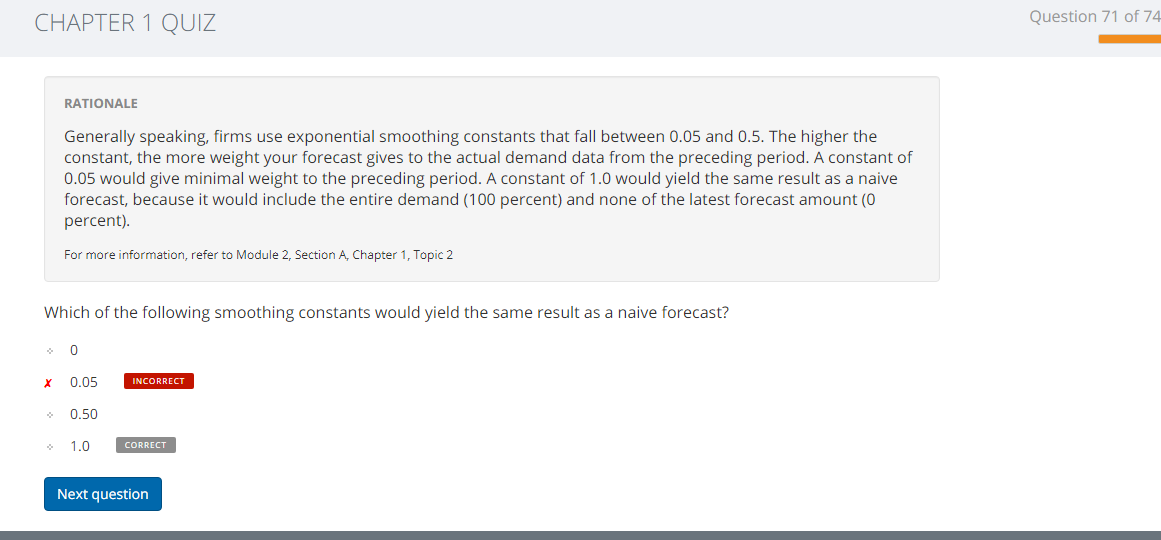 CHAPTER 1 QUIZ
Question 71 of 74
RATIONALE
Generally speaking, firms use exponential smoothing constants that fall between 0.05 and 0.5. The higher the
constant, the more weight your forecast gives to the actual demand data from the preceding period. A constant of
0.05 would give minimal weight to the preceding period. A constant of 1.0 would yield the same result as a naive
forecast, because it would include the entire demand (100 percent) and none of the latest forecast amount (0
percent).
For more information, refer to Module 2, Section A, Chapter 1, Topic 2
Which of the following smoothing constants would yield the same result as a naive forecast?
0
0.05 INCORRECT
0.50
1.0 CORRECT
Next question